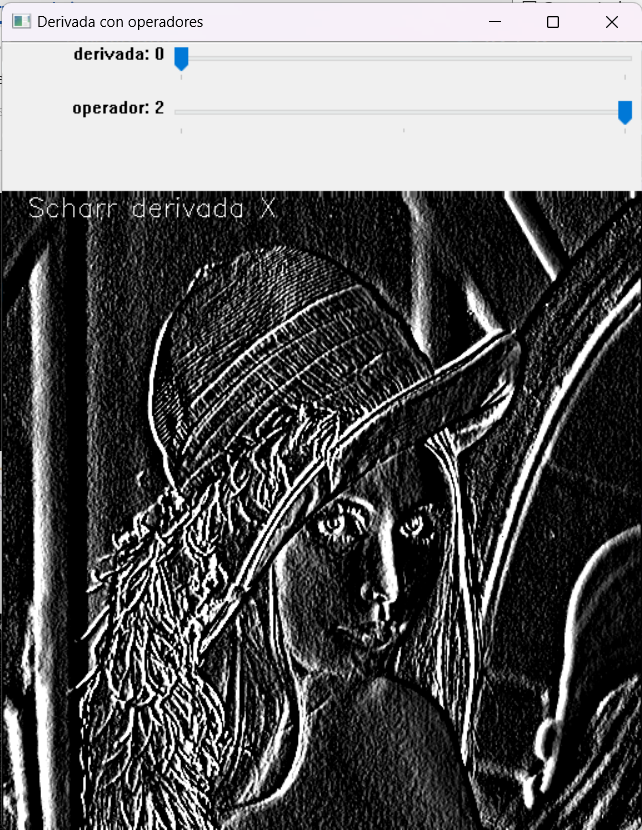 Derivada con operadores
derivada: 0
operador: 2
Scharr derivada X